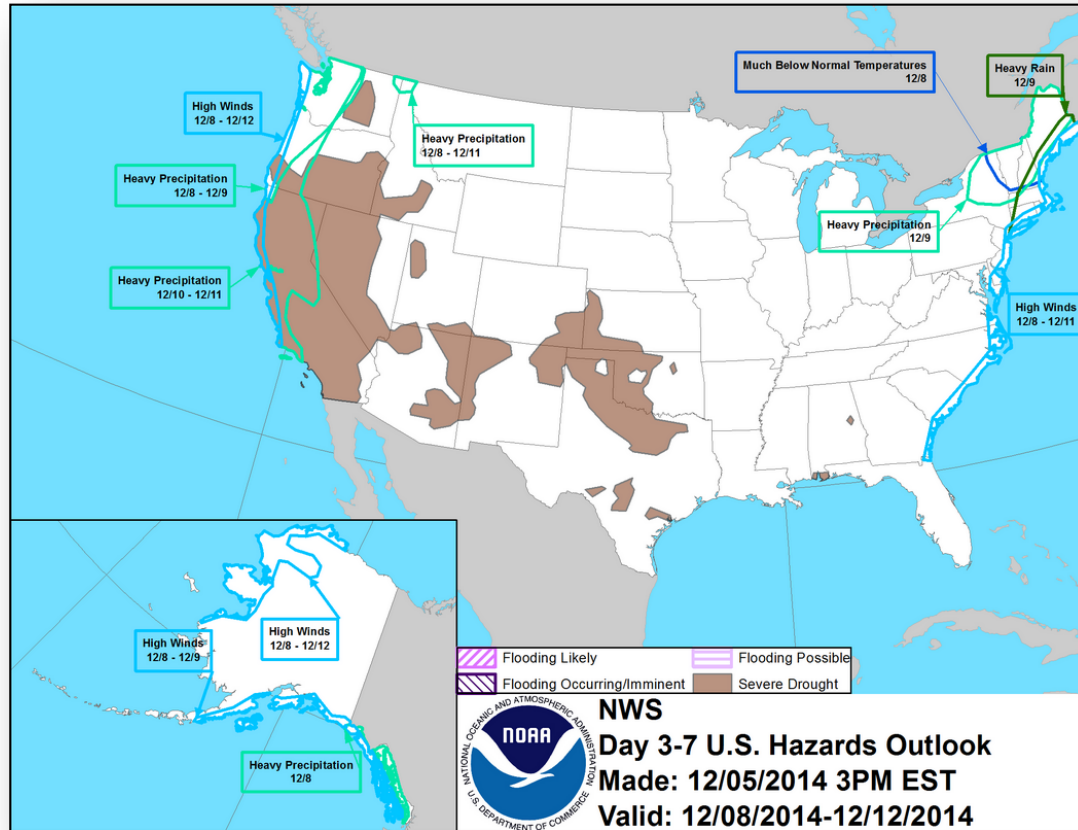 Much Below Normal Temperatures
12/8
Heavy Rain
12/9
High Winds
12/8 - 12/12
Heavy Precipitation
12/8 - 12/11
Heavy Precipitation
12/8 - 12/9
Heavy Precipitation
12/9
Heavy Precipitation
12/10 - 12/11
High Winds
12/8 - 12/11
High Winds
12/8 - 12/9
High Winds
12/8 - 12/12
Heavy Precipitation
12/8
Flooding Likely
Flooding Possible
Flooding Occurring/Imminent
Severe Drought
NATIONAL OCEANIC AND ATMOSPHERIC ADMINISTRATION
NOAA
U.S. DEPARTMENT OF COMMERCE
NWS
Day 3-7 U.S. Hazards Outlook
Made: 12/05/2014 3PM EST
Valid: 12/08/2014-12/12/2014